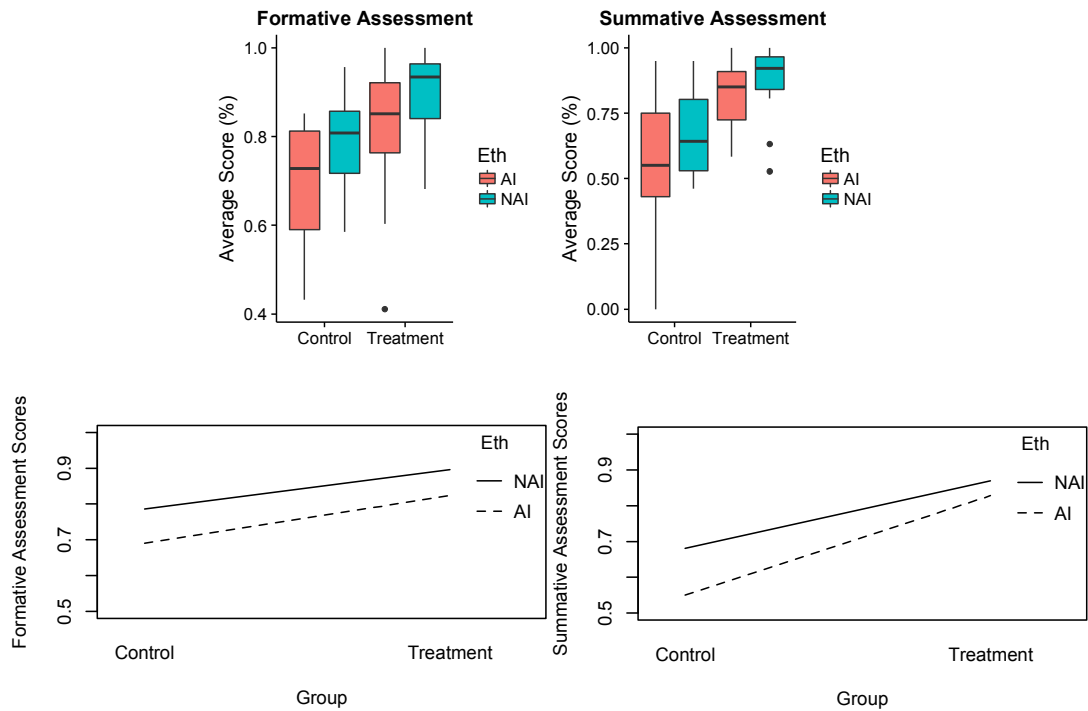 Formative Assessment
Average Score (%)
1.0
0.8
0.6
0.4
Control Treatment
Eth
AI
NAI
Summative Assessment
Average Score (%)
1.00
0.75
0.50
0.25
0.00
Control Treatment
Eth
AI
NAI
Formative Assessment Scores
0.9
0.7
0.5
Eth
NAI
AI
Control Treatment
Group
Summative Assessment Scores
0.9
0.7
0.5
Eth
NAI
AI
Control Treatment
Group